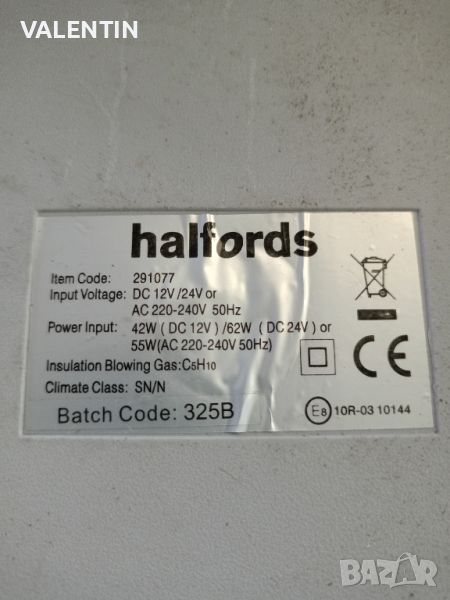 VALENTIN
halfords
Item Code: 291077
Input Voltage: DC 12V/24V or
AC 220-240V 50Hz
Power Input: 42W ( DC 12V ) /62W ( DC 24V ) or
55W(AC 220-240V 50Hz)
Insulation Blowing Gas:C₅H₁₀
Climate Class: SN/N
Batch Code: 325B
CE
E8 10R-03 10144
BAZAR